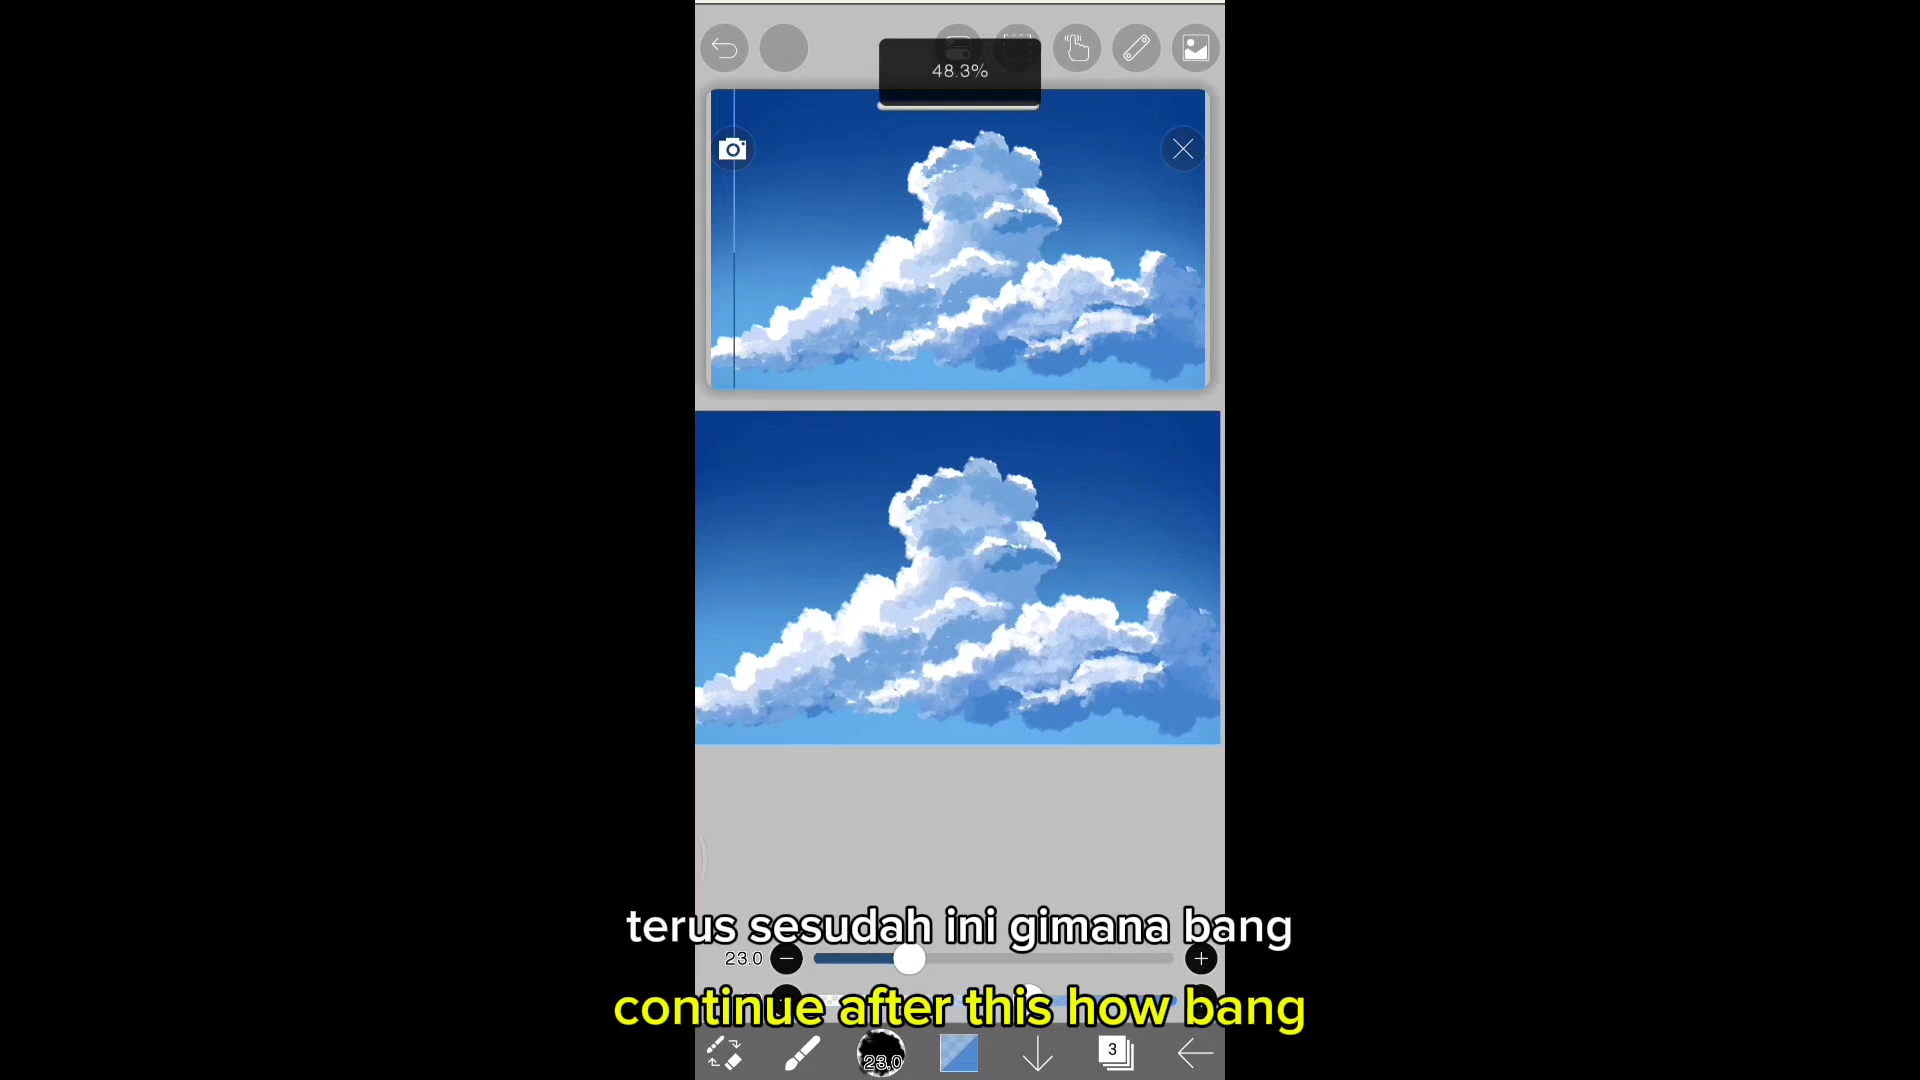 48.3%
terus sesudah ini gimana bang
23.0
continue after this how bang
23.0
3